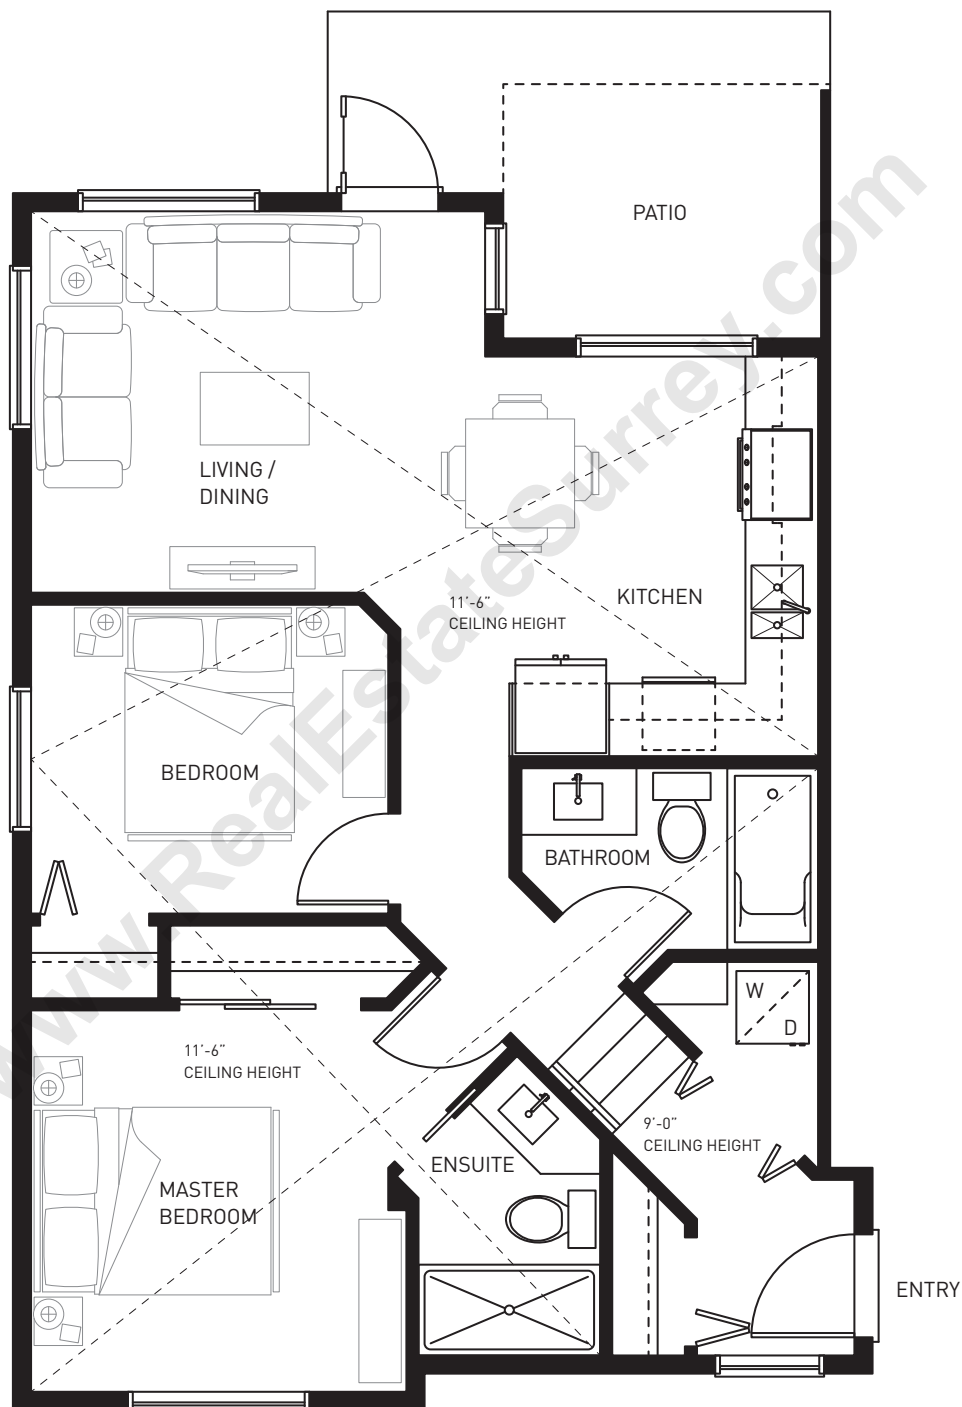 PATIO
LIVING /
DINING
KITCHEN
11'-6"
CEILING HEIGHT
BEDROOM
BATHROOM
W
D
11'-6"
CEILING HEIGHT
9'-0"
CEILING HEIGHT
ENSUITE
MASTER
BEDROOM
ENTRY
www.RealEstateSurrey.com